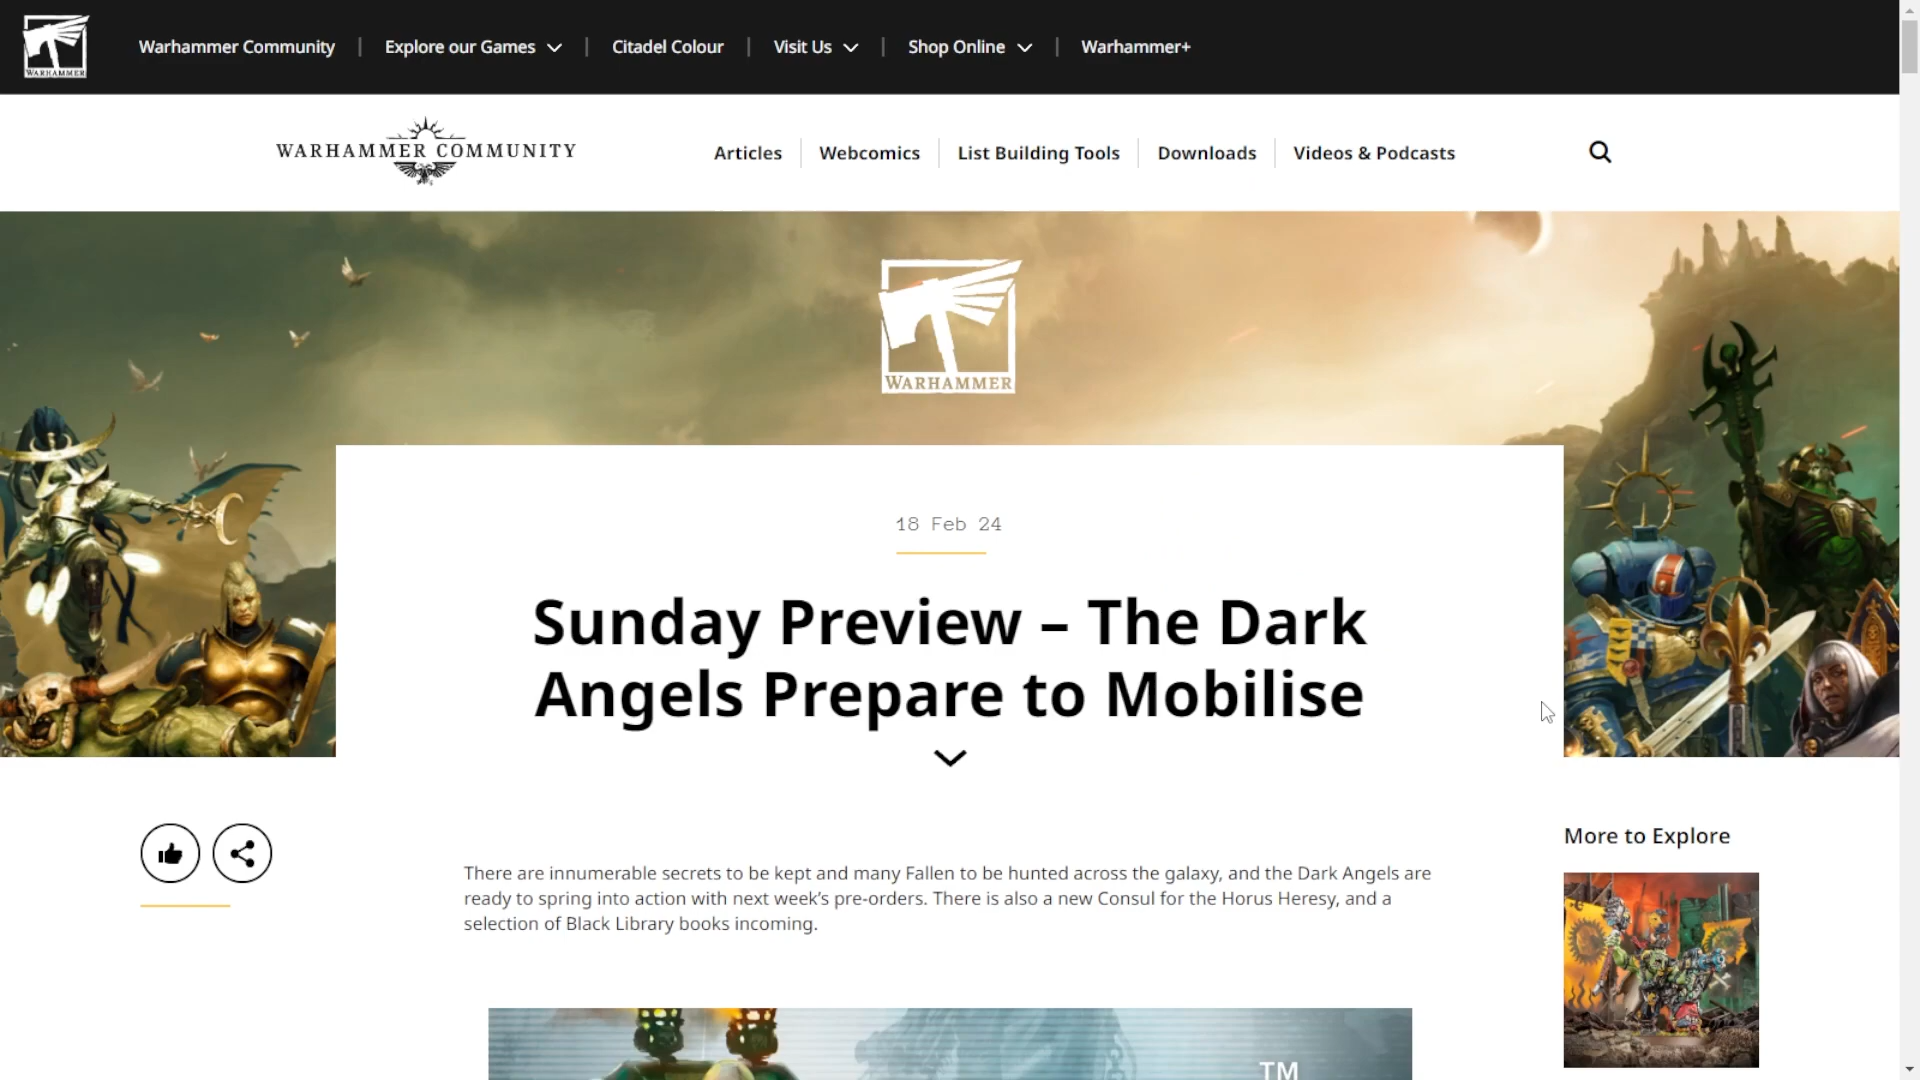 WARHAMMER
Warhammer Community
Explore our Games
Citadel Colour
Visit Us
Shop Online
Warhammer+
WARHAMMER COMMUNITY
Articles
Webcomics
List Building Tools
Downloads
Videos & Podcasts
WARHAMMER
18 Feb 24
Sunday Preview – The Dark
Angels Prepare to Mobilise
There are innumerable secrets to be kept and many Fallen to be hunted across the galaxy, and the Dark Angels are
ready to spring into action with next week’s pre-orders. There is also a new Consul for the Horus Heresy, and a
selection of Black Library books incoming.
More to Explore
TM